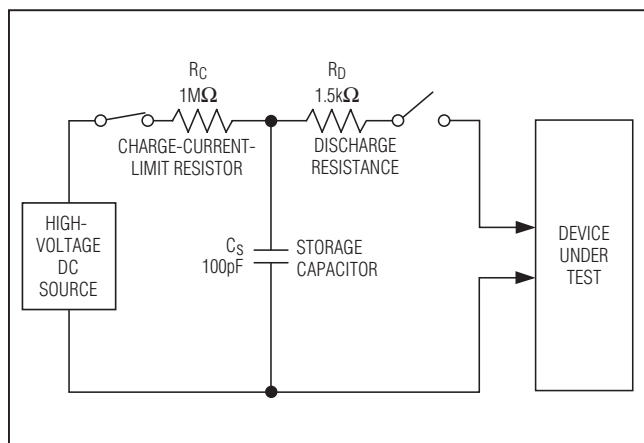 RC
1MΩ
CHARGE-CURRENT-
LIMIT RESISTOR
RD
1.5kΩ
DISCHARGE
RESISTANCE
HIGH-
VOLTAGE
DC
SOURCE
CS
100pF
STORAGE
CAPACITOR
DEVICE
UNDER
TEST